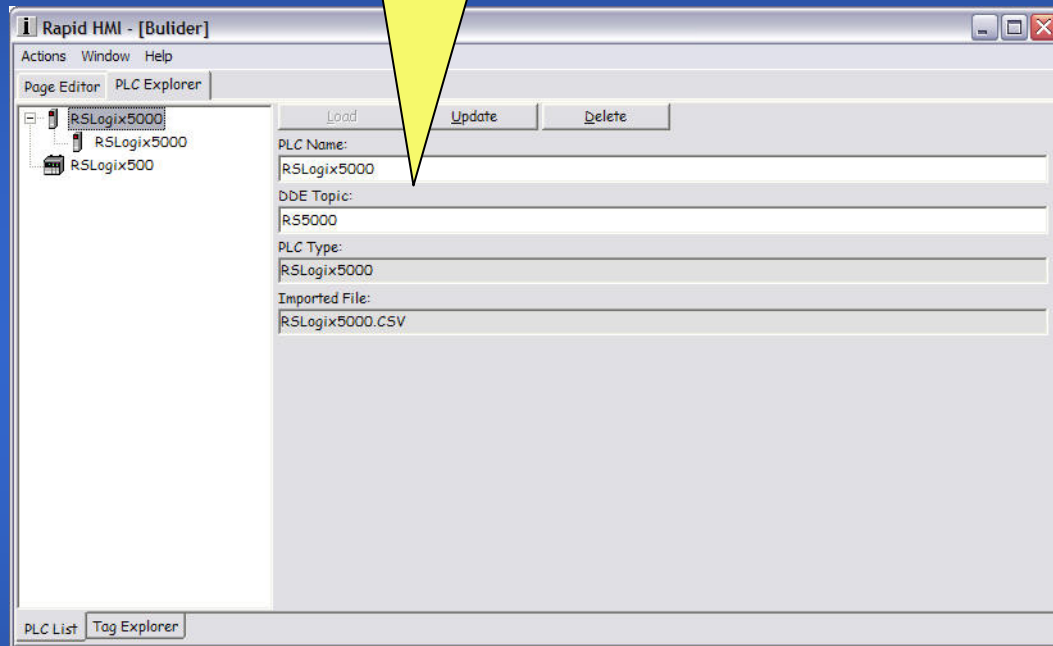 Rapid HMI - [Bulider]
Actions Window Help
Page Editor PLC Explorer
RSLogix5000
RSLogix5000
RSLogix500
Load Update Delete
PLC Name:
RSLogix5000
DDE Topic:
RS5000
PLC Type:
RSLogix5000
Imported File:
RSLogix5000.CSV
PLC List Tag Explorer